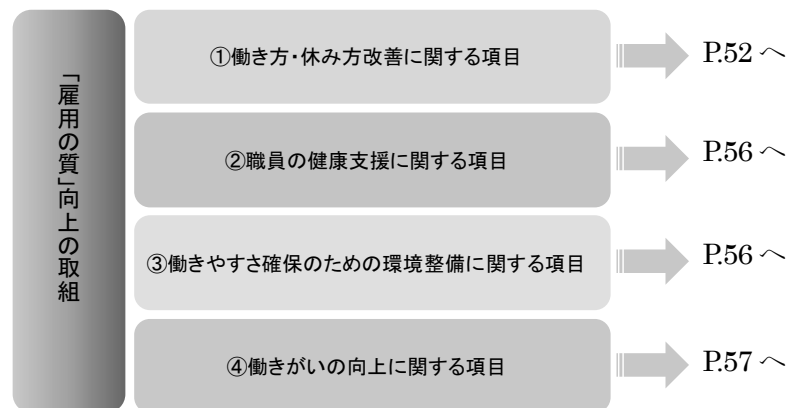 「雇用の質」向上の取組
①働き方・休み方改善に関する項目
P.52 へ
②職員の健康支援に関する項目
P.56 へ
③働きやすさ確保のための環境整備に関する項目
P.56 へ
④働きがいの向上に関する項目
P.57 へ